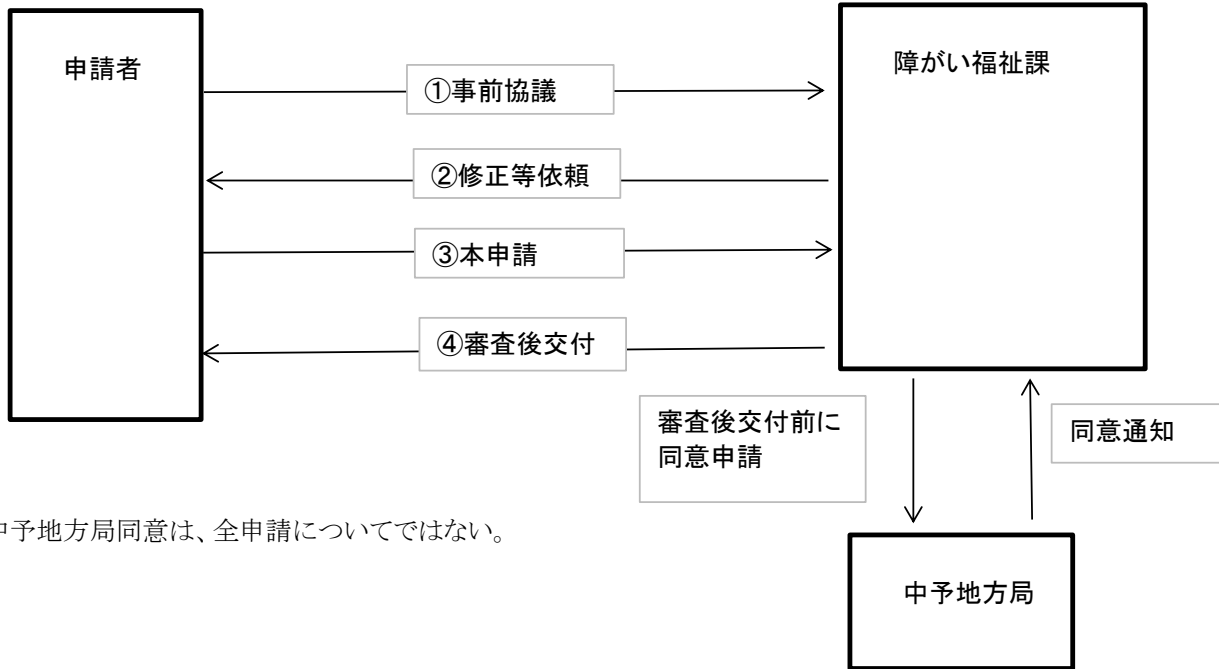 申請者
障がい福祉課
①事前協議
②修正等依頼
③本申請
④審査後交付
審査後交付前に
同意申請
同意通知
中予地方局同意は、全申請についてではない。
中予地方局